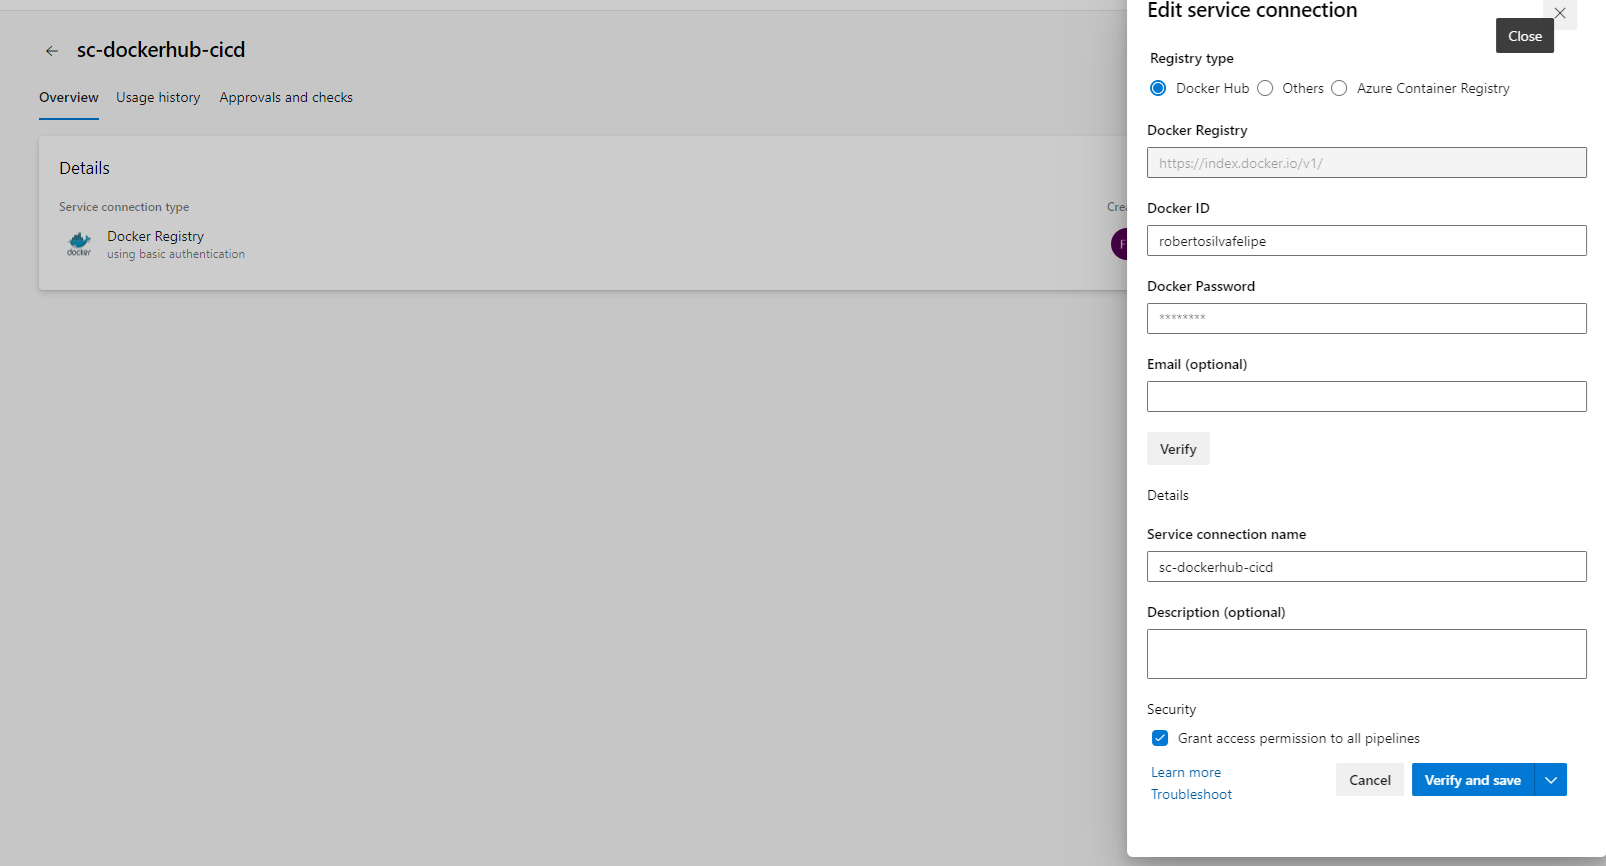 sc-dockerhub-cicd
Overview Usage history Approvals and checks
Details
Service connection type
Crea
docker
Docker Registry
using basic authentication
F
Edit service connection
Close
Registry type
Docker Hub Others Azure Container Registry
Docker Registry
https://index.docker.io/v1/
Docker ID
robertosilvafelipe
Docker Password
********
Email (optional)
Verify
Details
Service connection name
sc-dockerhub-cicd
Description (optional)
Security
Grant access permission to all pipelines
Learn more
Troubleshoot
Cancel
Verify and save